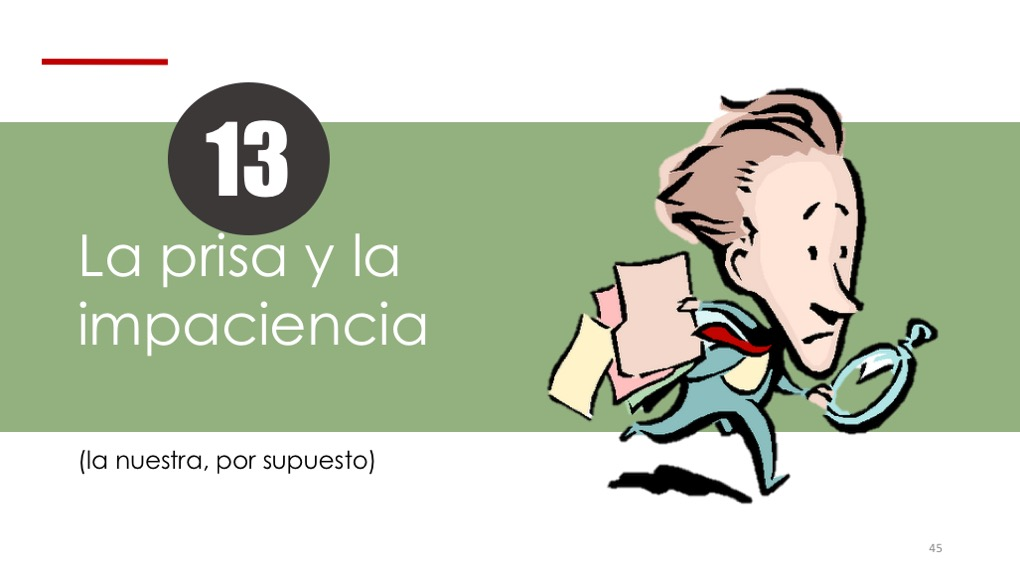 13
La prisa y la
impaciencia
(la nuestra, por supuesto)
45